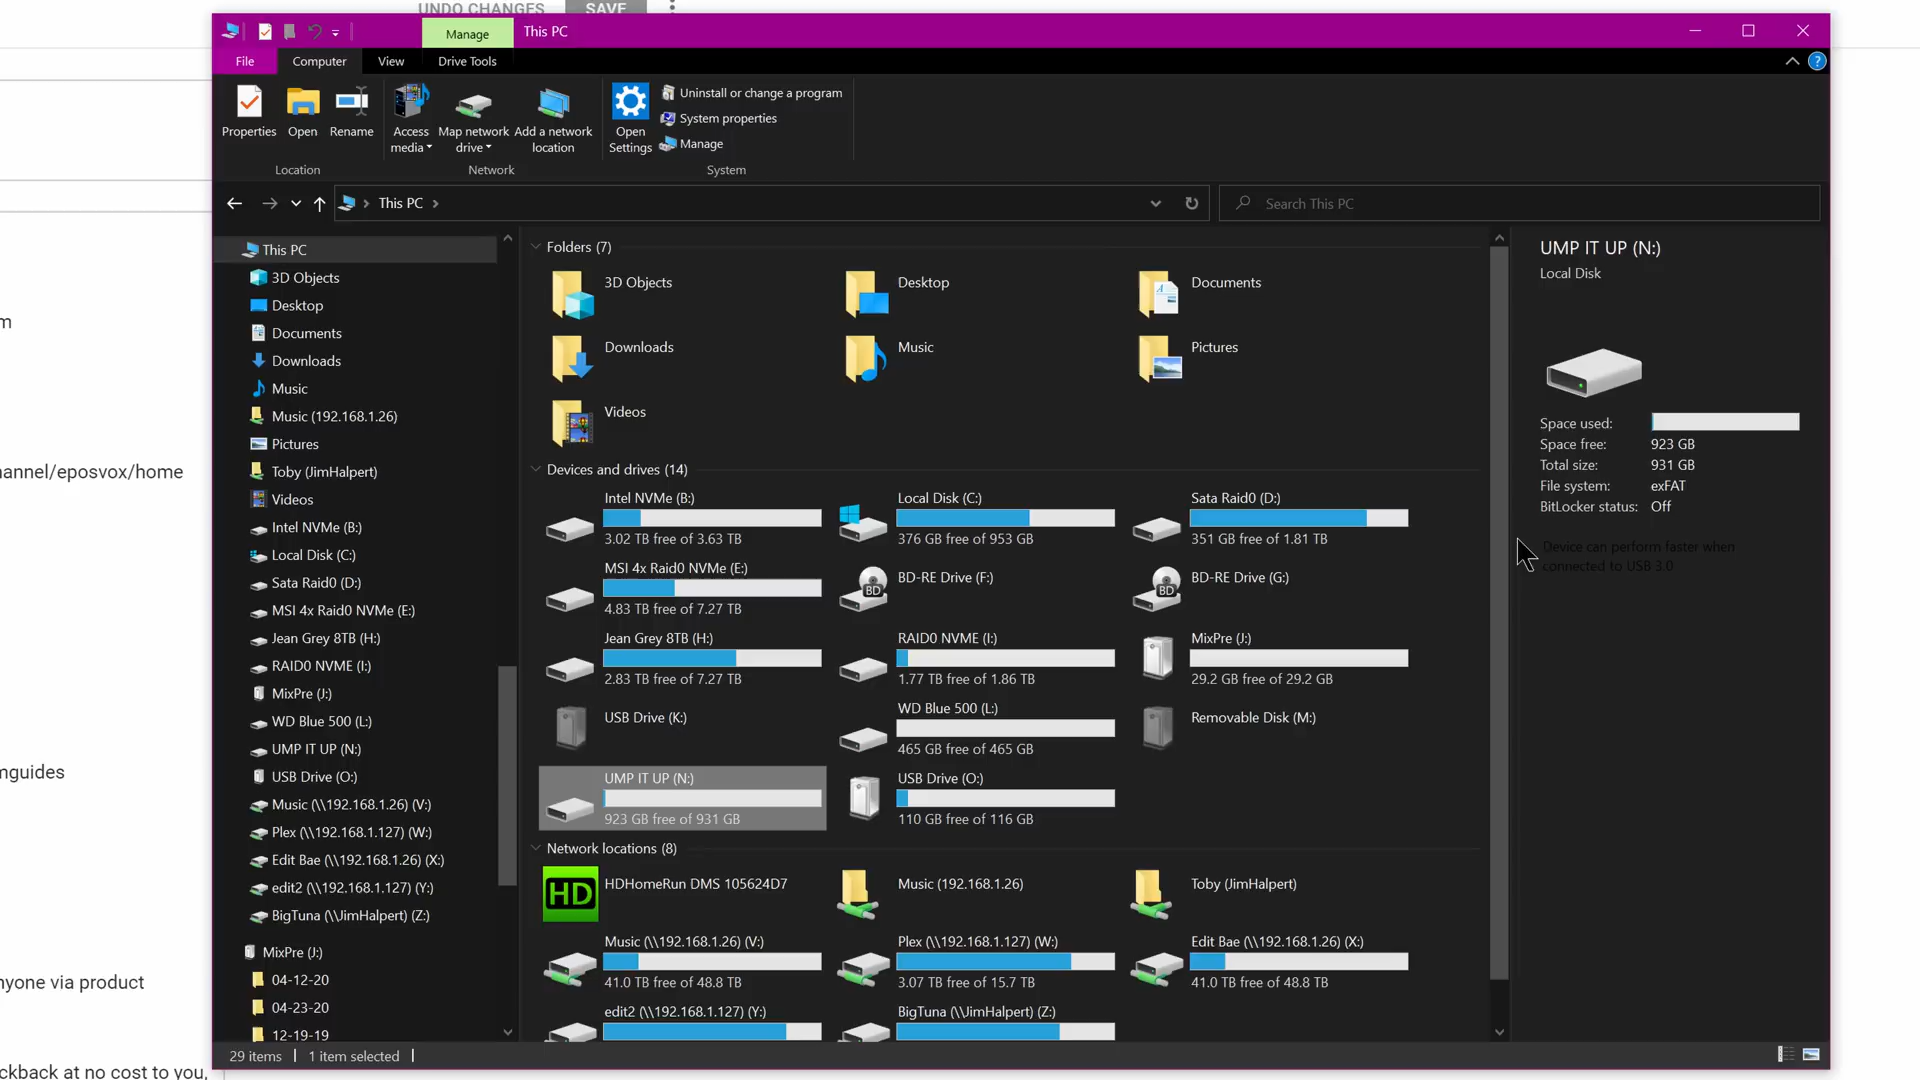 UNDO CHANGES SAVE
Manage This PC
File Computer View Drive Tools
Properties Open Rename
Access media
Map network drive
Add a network location
Open Settings
Uninstall or change a program
System properties
Manage
Location Network System
This PC
Search This PC
This PC
3D Objects
Desktop
Documents
Downloads
Music
Music (192.168.1.26)
Pictures
Toby (JimHalpert)
Videos
Intel NVMe (B:)
Local Disk (C:)
Sata Raid0 (D:)
MSI 4x Raid0 NVMe (E:)
Jean Grey 8TB (H:)
RAID0 NVME (I:)
MixPre (J:)
WD Blue 500 (L:)
UMP IT UP (N:)
USB Drive (O:)
Music (\\192.168.1.26) (V:)
Plex (\\192.168.1.127) (W:)
Edit Bae (\\192.168.1.26) (X:)
edit2 (\\192.168.1.127) (Y:)
BigTuna (\\JimHalpert) (Z:)
MixPre (J:)
04-12-20
04-23-20
12-19-19
Folders (7)
3D Objects Desktop Documents
Downloads Music Pictures
Videos
Devices and drives (14)
Intel NVMe (B:) Local Disk (C:) Sata Raid0 (D:)
3.02 TB free of 3.63 TB 376 GB free of 953 GB 351 GB free of 1.81 TB
MSI 4x Raid0 NVMe (E:) BD-RE Drive (F:) BD-RE Drive (G:)
BD BD
4.83 TB free of 7.27 TB
Jean Grey 8TB (H:) RAID0 NVME (I:) MixPre (J:)
2.83 TB free of 7.27 TB 1.77 TB free of 1.86 TB 29.2 GB free of 29.2 GB
USB Drive (K:) WD Blue 500 (L:) Removable Disk (M:)
465 GB free of 465 GB
UMP IT UP (N:) USB Drive (O:)
923 GB free of 931 GB 110 GB free of 116 GB
Network locations (8)
HD HDHomeRun DMS 105624D7 Music (192.168.1.26) Toby (JimHalpert)
Music (\\192.168.1.26) (V:) Plex (\\192.168.1.127) (W:) Edit Bae (\\192.168.1.26) (X:)
41.0 TB free of 48.8 TB 3.07 TB free of 15.7 TB 41.0 TB free of 48.8 TB
edit2 (\\192.168.1.127) (Y:) BigTuna (\\JimHalpert) (Z:)
UMP IT UP (N:)
Local Disk
Space used:
Space free: 923 GB
Total size: 931 GB
File system: exFAT
BitLocker status: Off
Device can perform faster when
connected to USB 3.0
29 items 1 item selected
m
annel/eposvox/home
mguides
nyone via product
ckback at no cost to you,